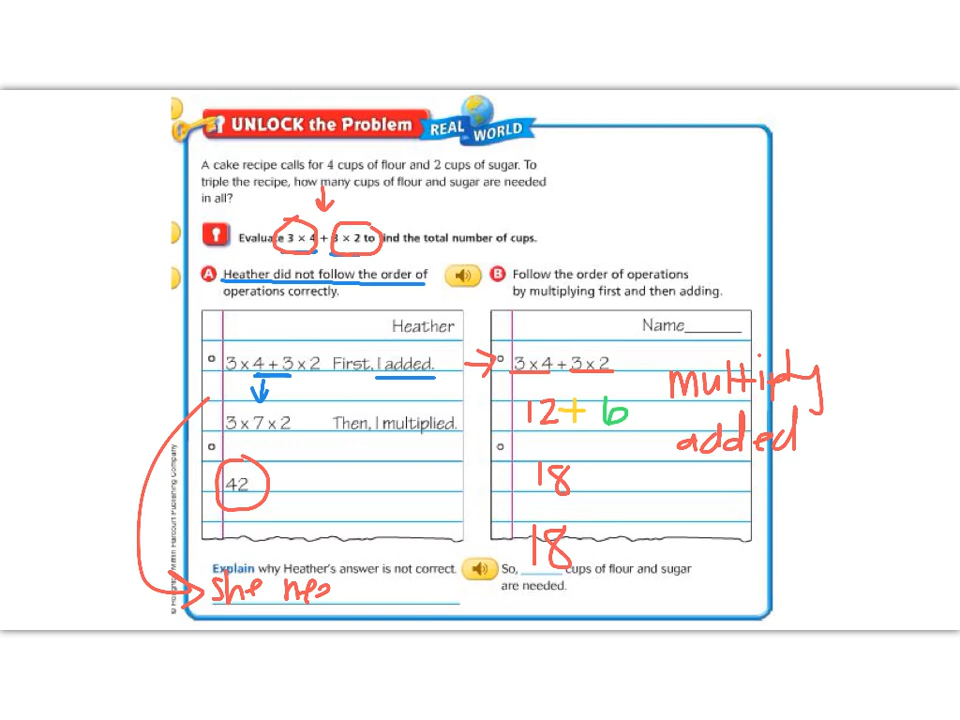 UNLOCK the Problem REAL WORLD
A cake recipe calls for 4 cups of flour and 2 cups of sugar. To
triple the recipe, how many cups of flour and sugar are needed
in all?
Evaluate 3 × 4 + 3 × 2 to find the total number of cups.
A Heather did not follow the order of
operations correctly.
Heather
3 x 4 + 3 x 2 First, I added.
3 x 7 x 2 Then, I multiplied.
42
Explain why Heather's answer is not correct.
she
B Follow the order of operations
by multiplying first and then adding.
Name
3 x 4 + 3 x 2
12 + 6
18
18
So, cups of flour and sugar
are needed.
multiply
added
© Houghton Mifflin Harcourt Publishing Company